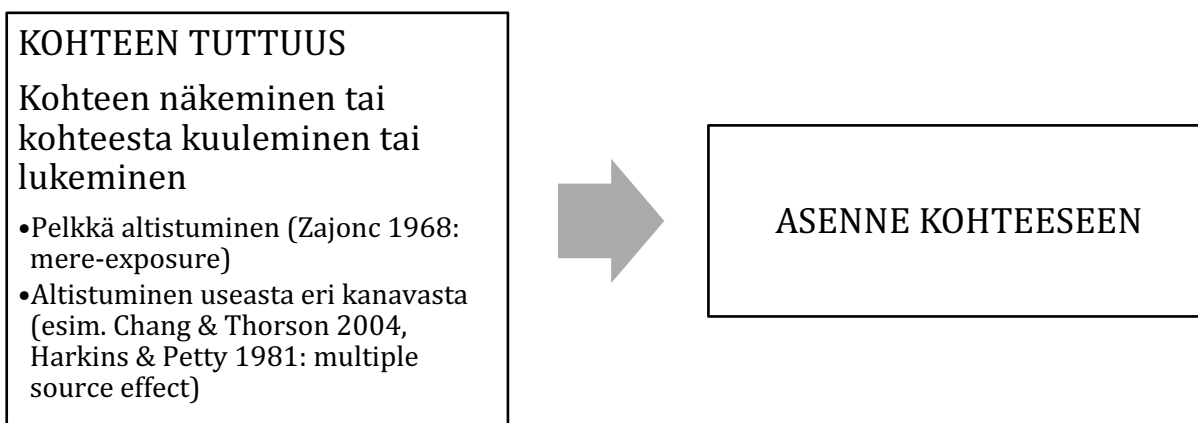 KOHTEEN TUTTUUS
Kohteen näkeminen tai
kohteesta kuuleminen tai
lukeminen
•Pelkkä altistuminen (Zajonc 1968:
mere-exposure)
•Altistuminen useasta eri kanavasta
(esim. Chang & Thorson 2004,
Harkins & Petty 1981: multiple
source effect)
ASENNE KOHTEESEEN